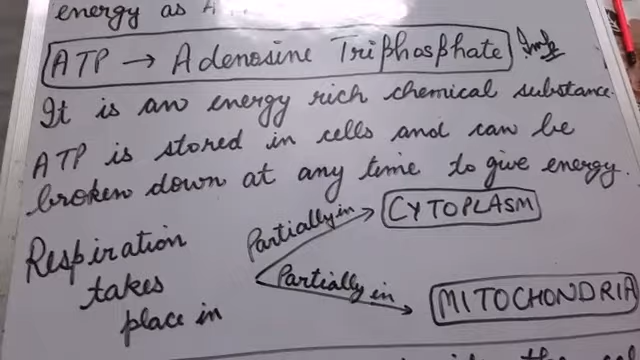 energy as A
ATP → Adenosine Triphosphate Imp
It is an energy rich chemical substance.
ATP is stored in cells and can be
broken down at any time to give energy.
Respiration
takes
place in
Partially in CYTOPLASM
Partially in MITOCHONDRIA